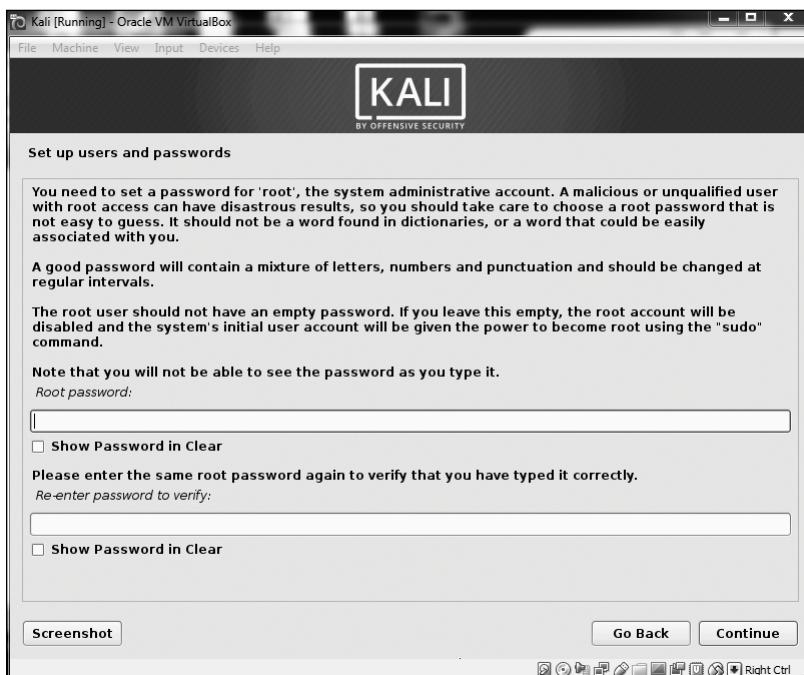 Kali [Running] - Oracle VM VirtualBox
File Machine View Input Devices Help
KALI
BY OFFENSIVE SECURITY
Set up users and passwords
You need to set a password for 'root', the system administrative account. A malicious or unqualified user
with root access can have disastrous results, so you should take care to choose a root password that is
not easy to guess. It should not be a word found in dictionaries, or a word that could be easily
associated with you.
A good password will contain a mixture of letters, numbers and punctuation and should be changed at
regular intervals.
The root user should not have an empty password. If you leave this empty, the root account will be
disabled and the system's initial user account will be given the power to become root using the "sudo"
command.
Note that you will not be able to see the password as you type it.
Root password:
Show Password in Clear
Please enter the same root password again to verify that you have typed it correctly.
Re-enter password to verify:
Show Password in Clear
Screenshot Go Back Continue
Right Ctrl